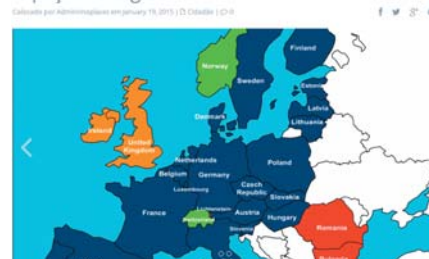 Colocado por Adminmixplaces em January 19, 2015 | Cidadão | 0
Finland
Norway
Sweden
Estonia
Latvia
Lithuania
Denmark
Ireland
United
Kingdom
Netherlands
Poland
Belgium
Germany
Luxembourg
Czech
Republic
Slovakia
Liechtenstein
France
Switzerland
Austria
Hungary
Slovenia
Romania